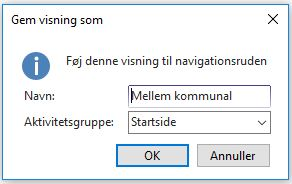 Gem visning som
Føj denne visning til navigationsruden
Navn: Mellem kommunal
Aktivitetsgruppe: Startside
OK Annuller